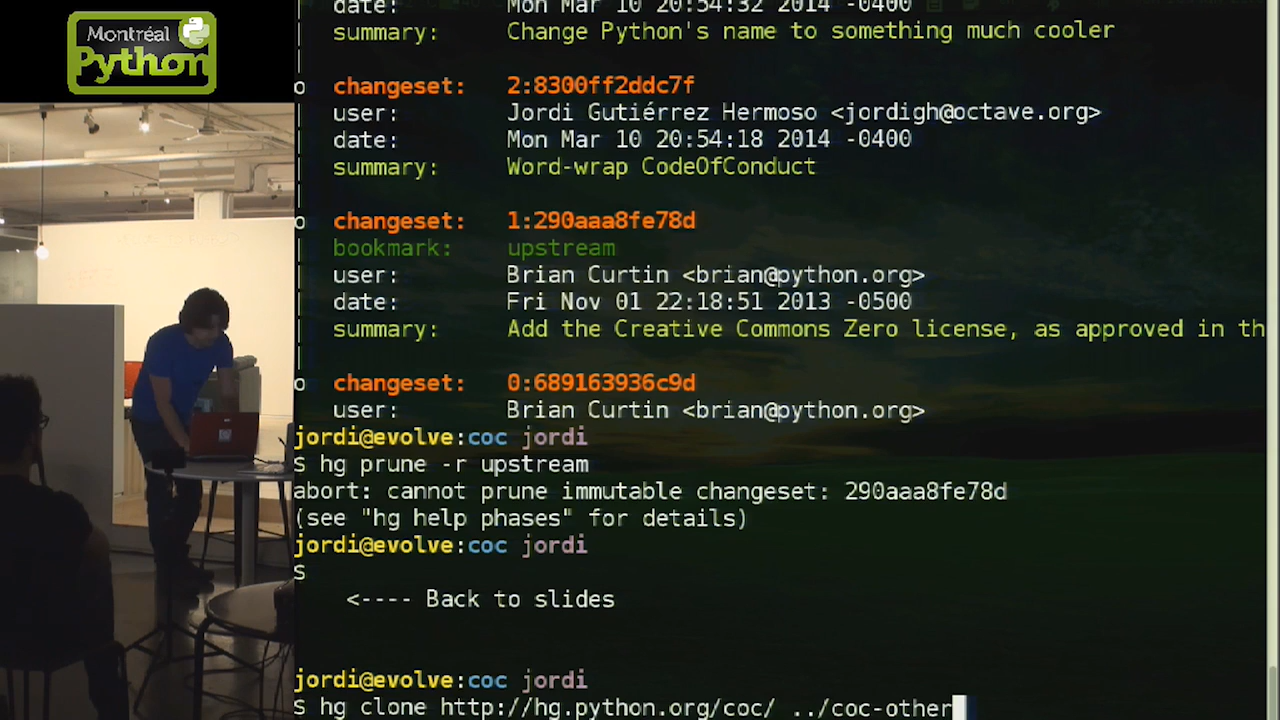 Montréal
Python
date: Mon Mar 10 20:54:32 2014 -0400
summary: Change Python's name to something much cooler
o changeset: 2:8300ff2ddc7f
user: Jordi Gutiérrez Hermoso <jordigh@octave.org>
date: Mon Mar 10 20:54:18 2014 -0400
summary: Word-wrap CodeOfConduct
o changeset: 1:290aaa8fe78d
bookmark: upstream
user: Brian Curtin <brian@python.org>
date: Fri Nov 01 22:18:51 2013 -0500
summary: Add the Creative Commons Zero license, as approved in th
o changeset: 0:689163936c9d
user: Brian Curtin <brian@python.org>
jordi@evolve:coc jordi
$ hg prune -r upstream
abort: cannot prune immutable changeset: 290aaa8fe78d
(see "hg help phases" for details)
jordi@evolve:coc jordi
$
<---- Back to slides
jordi@evolve:coc jordi
$ hg clone http://hg.python.org/coc/ ../coc-other